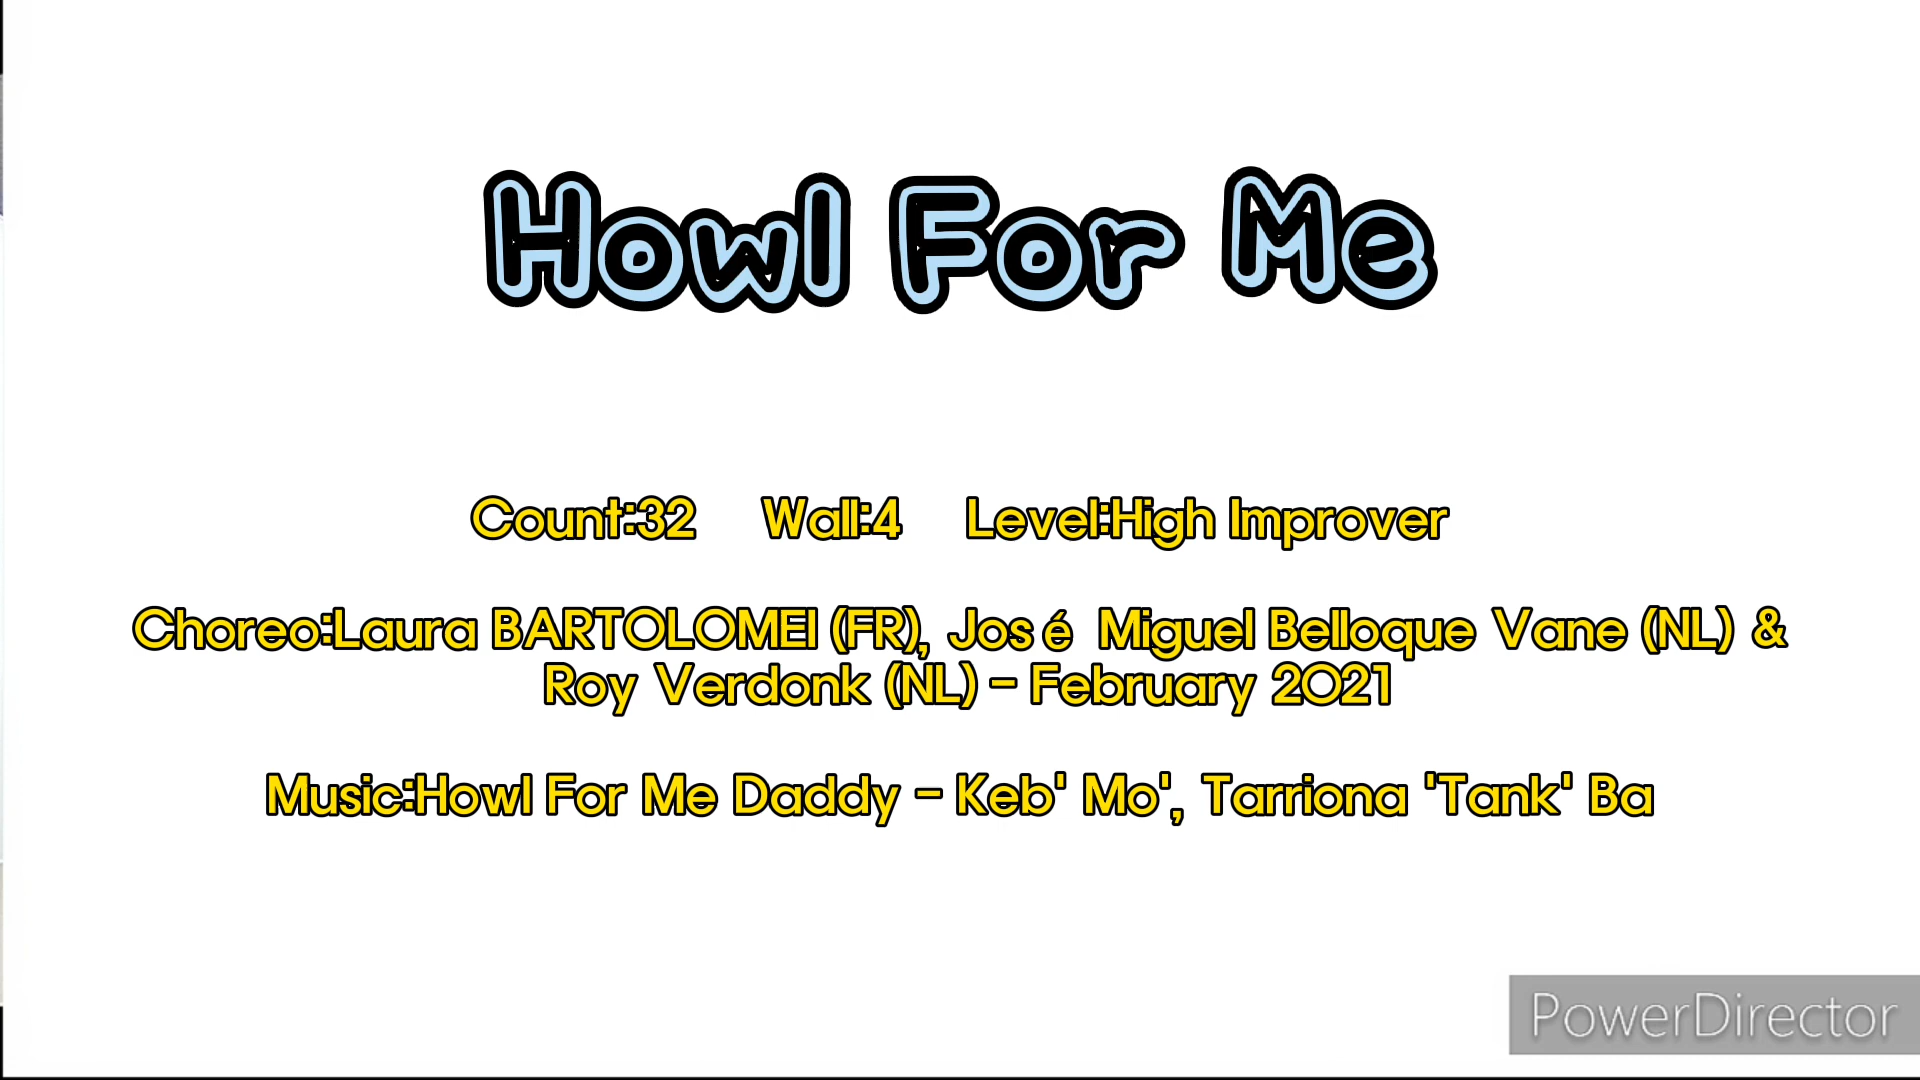 Howl For Me
Count:32 Wall:4 Level:High Improver
Choreo:Laura BARTOLOMEI (FR), José Miguel Belloque Vane (NL) &
Roy Verdonk (NL) - February 2021
Music:Howl For Me Daddy - Keb' Mo', Tarriona 'Tank' Ba
PowerDirector